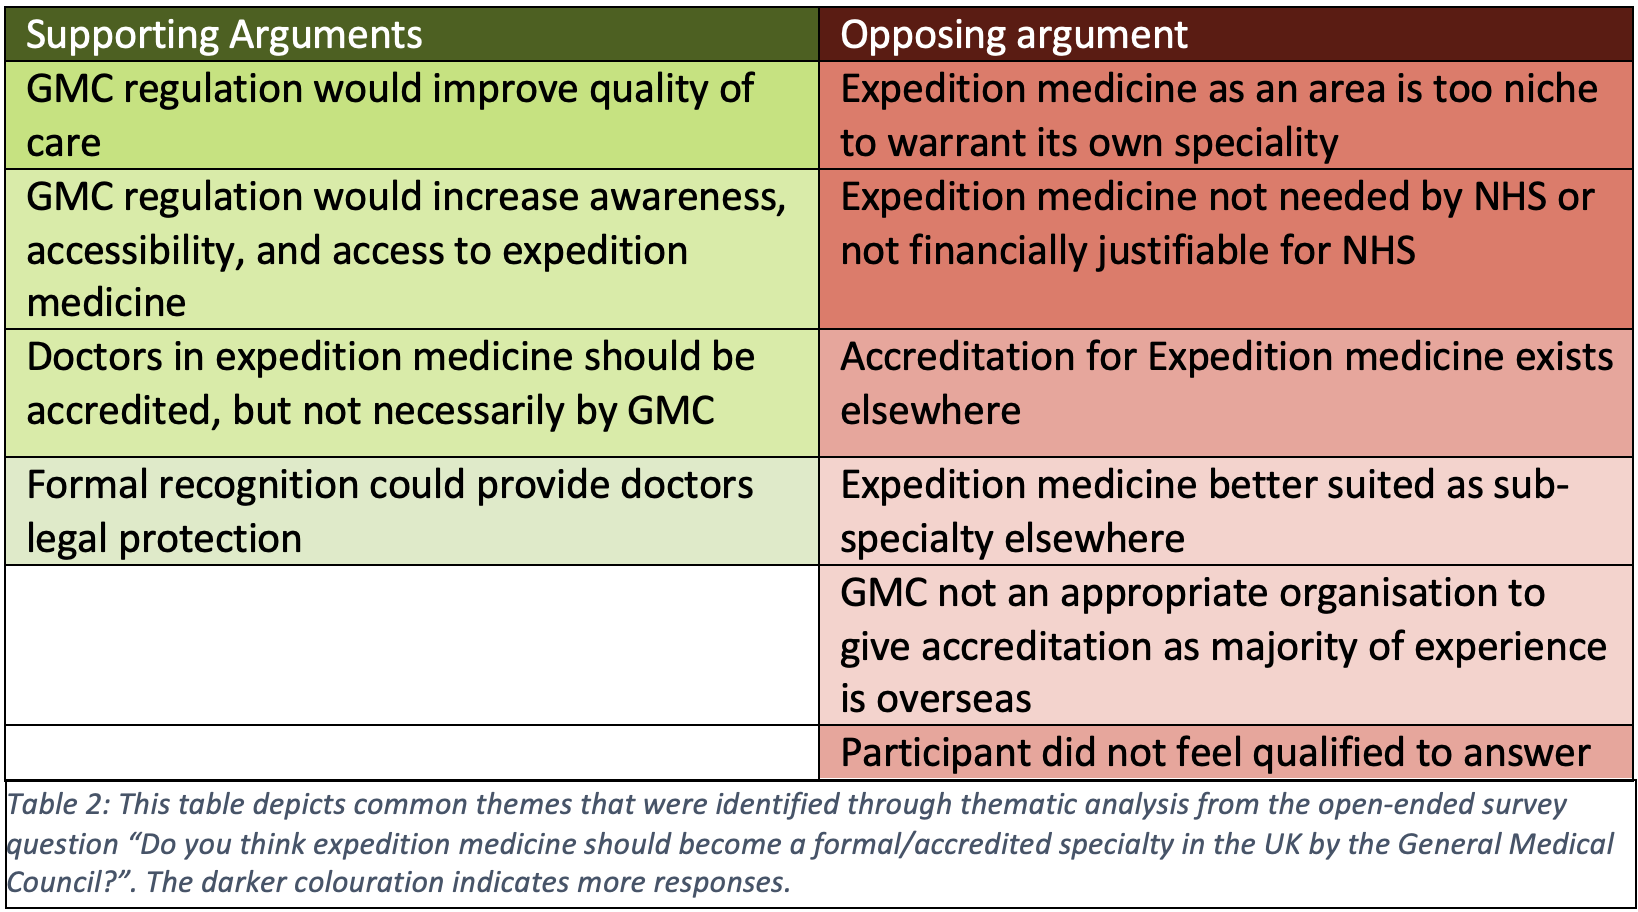 Supporting Arguments
Opposing argument
GMC regulation would improve quality of
care
Expedition medicine as an area is too niche
to warrant its own speciality
GMC regulation would increase awareness,
accessibility, and access to expedition
medicine
Expedition medicine not needed by NHS or
not financially justifiable for NHS
Doctors in expedition medicine should be
accredited, but not necessarily by GMC
Accreditation for Expedition medicine exists
elsewhere
Formal recognition could provide doctors
legal protection
Expedition medicine better suited as sub-
specialty elsewhere
GMC not an appropriate organisation to
give accreditation as majority of experience
is overseas
Participant did not feel qualified to answer
Table 2: This table depicts common themes that were identified through thematic analysis from the open-ended survey
question “Do you think expedition medicine should become a formal/accredited specialty in the UK by the General Medical
Council?”. The darker colouration indicates more responses.